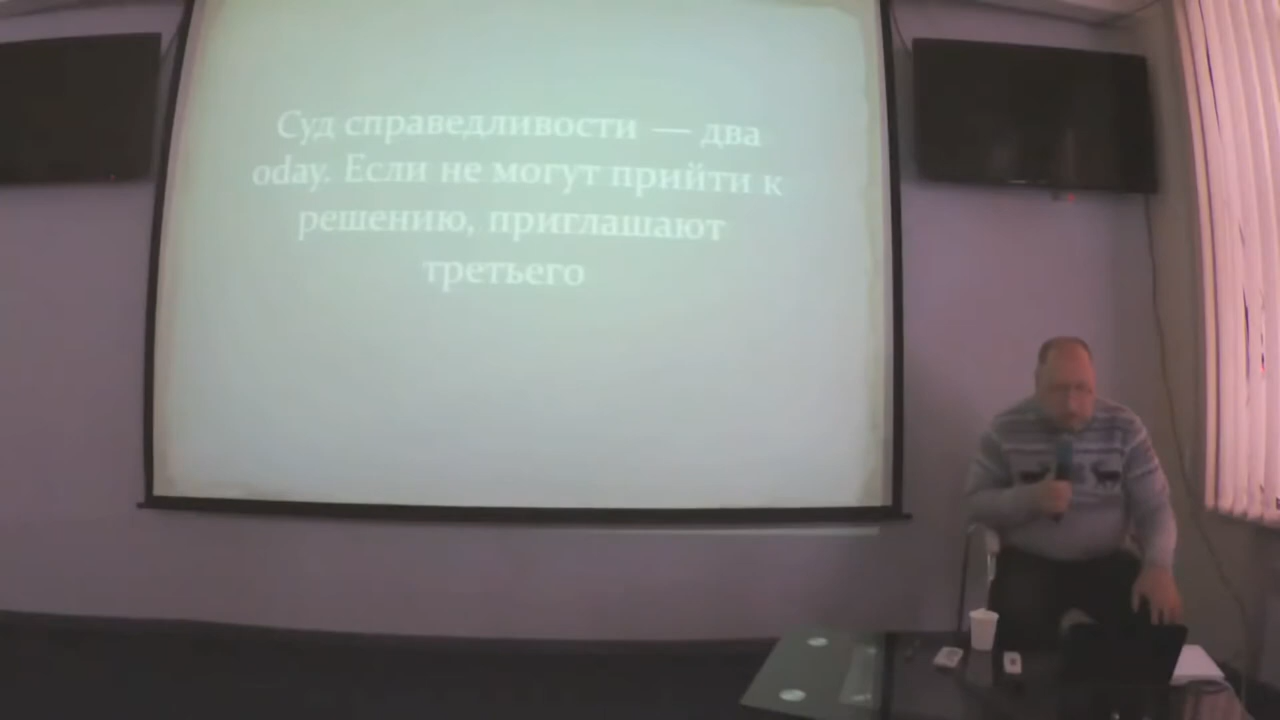 Суд справедливости — два
oday. Если не могут прийти к
решению, приглашают
третьего